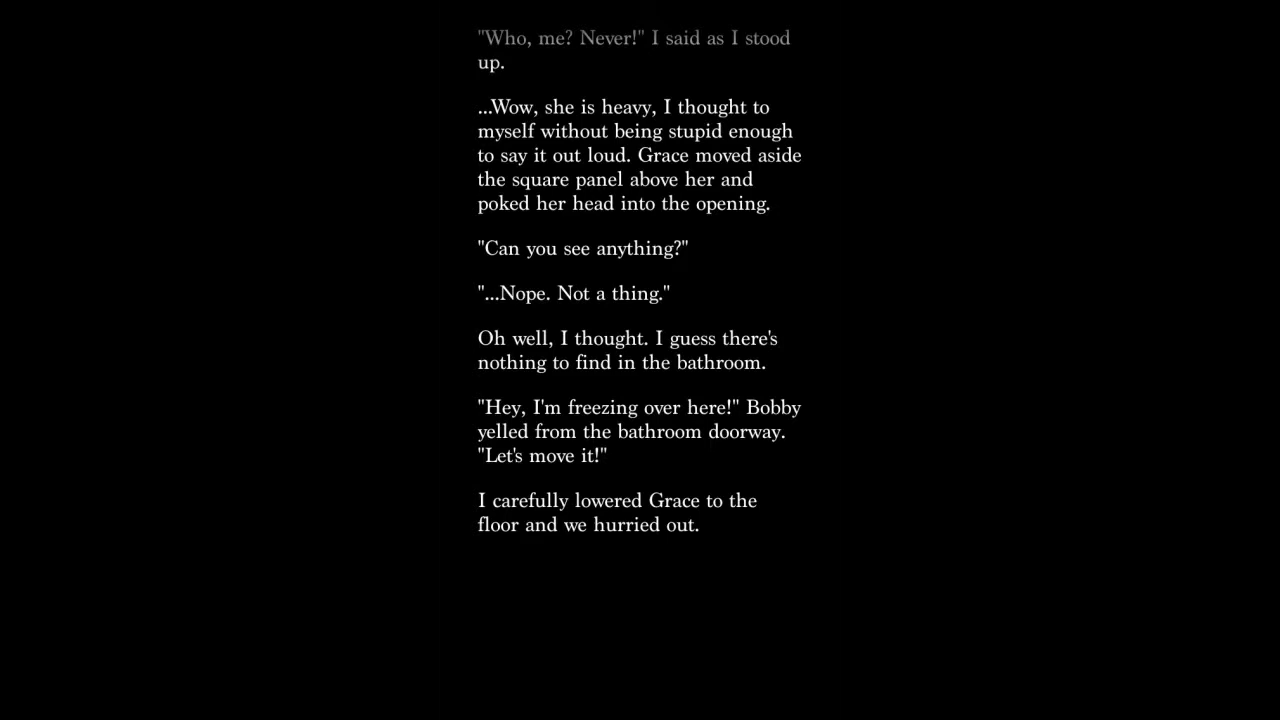 "Who, me? Never!" I said as I stood
up.
...Wow, she is heavy, I thought to
myself without being stupid enough
to say it out loud. Grace moved aside
the square panel above her and
poked her head into the opening.
"Can you see anything?"
"...Nope. Not a thing."
Oh well, I thought. I guess there's
nothing to find in the bathroom.
"Hey, I'm freezing over here!" Bobby
yelled from the bathroom doorway.
"Let's move it!"
I carefully lowered Grace to the
floor and we hurried out.